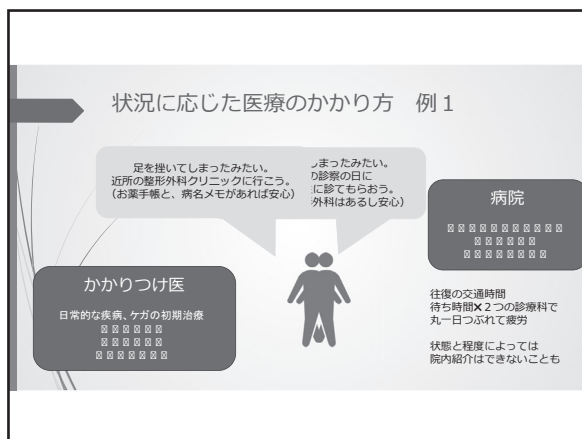 状況に応じた医療のかかり方　例１
足を挫いてしまったみたい。
近所の整形外科クリニックに行こう。
（お薬手帳と、病名メモがあれば安心）
しまったみたい。
の診察の日に
に診てもらおう。
外科はあるし安心）
病院
かかりつけ医
日常的な疾病、ケガの初期治療
往復の交通時間
待ち時間×２つの診療科で
丸一日つぶれて疲労
状態と程度によっては
院内紹介はできないことも